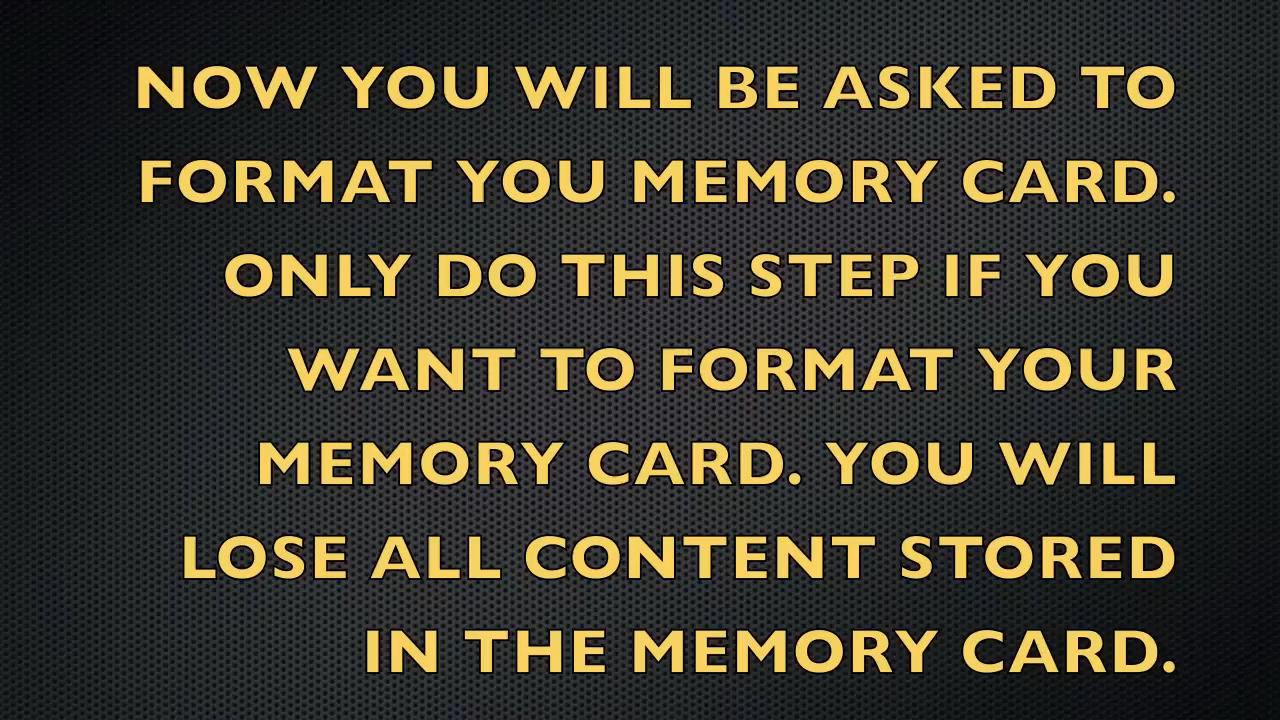 NOW YOU WILL BE ASKED TO
FORMAT YOU MEMORY CARD.
ONLY DO THIS STEP IF YOU
WANT TO FORMAT YOUR
MEMORY CARD. YOU WILL
LOSE ALL CONTENT STORED
IN THE MEMORY CARD.